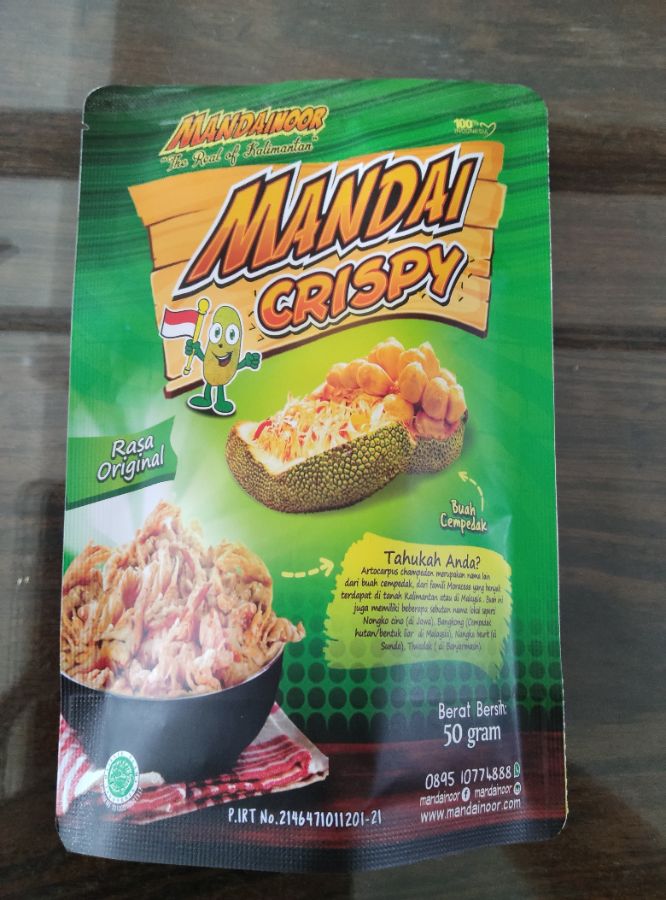 MANDAINOOR
"The Real of Kalimantan"
100%
INDONESIA
MANDAI
CRISPY
Rasa
Original
Buah
Cempedak
Tahukah Anda?
Artocarpus champeden merupakan nama lain
dari buah cempedak, dari famili Moraceae yang banyak
terdapat di tanah Kalimantan atau di Malaysia. Buah ini
juga memiliki beberapa sebutan nama lokal seperti
Nongko cino (di Jawa), Bangkong (Cempedak
hutan/bentuk liar di Malaysia), Nangka beurit (di
Sunda), Tiwadak (di Banjarmasin).
Berat Bersih:
50 gram
0895 10774888
mandainoor mandainoor
www.mandainoor.com
P.IRT No.2146471011201-21